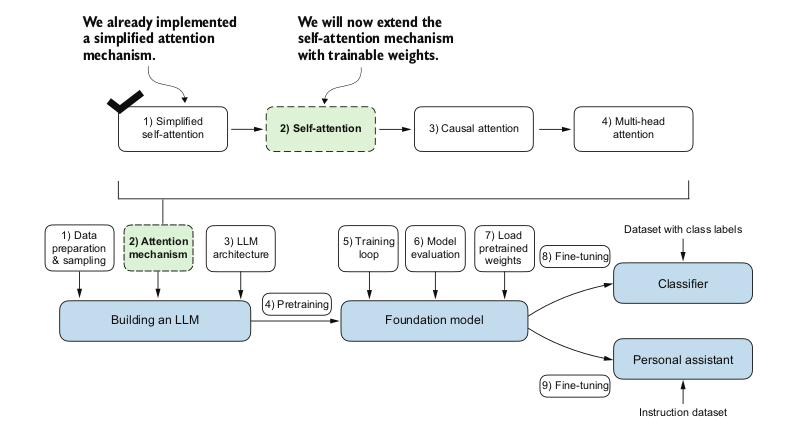 We already implemented
a simplified attention
mechanism.
We will now extend the
self-attention mechanism
with trainable weights.
1) Simplified
self-attention
2) Self-attention
3) Causal attention
4) Multi-head
attention
1) Data
preparation
& sampling
2) Attention
mechanism
3) LLM
architecture
5) Training
loop
6) Model
evaluation
7) Load
pretrained
weights
8) Fine-tuning
Dataset with class labels
Classifier
4) Pretraining
Building an LLM
Foundation model
Personal assistant
9) Fine-tuning
Instruction dataset